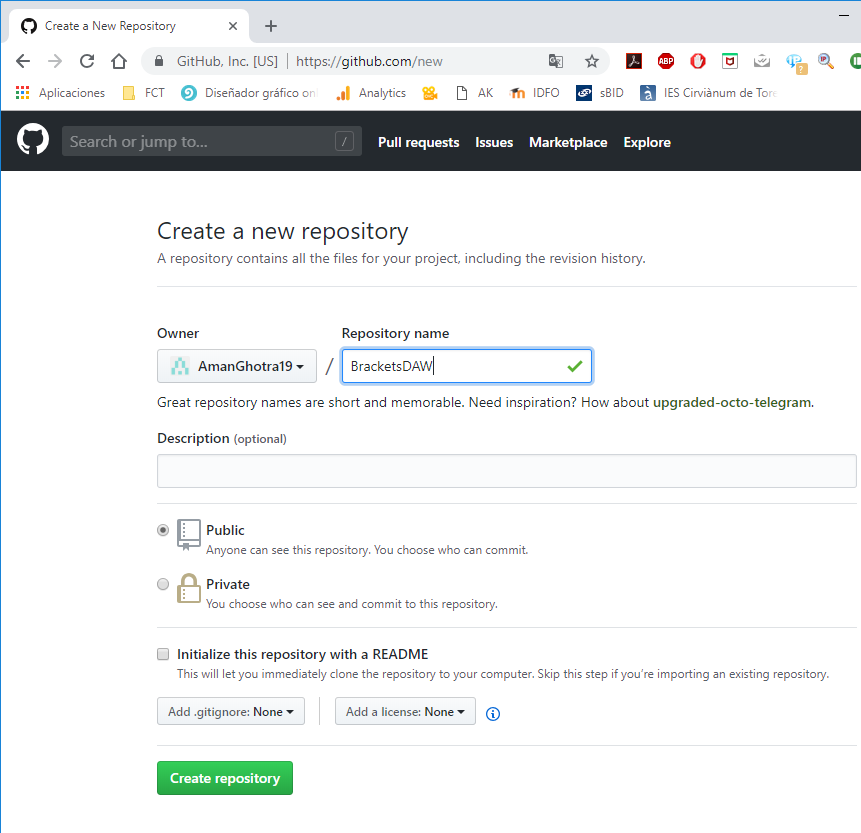 Create a New Repository
GitHub, Inc. [US] https://github.com/new
ABP
Aplicaciones FCT Diseñador gráfico on Analytics AK IDFO sBID IES Cirviànum de Tore
Search or jump to... / Pull requests Issues Marketplace Explore
Create a new repository
A repository contains all the files for your project, including the revision history.
Owner Repository name
AmanGhotra19 / BracketsDAW
Great repository names are short and memorable. Need inspiration? How about upgraded-octo-telegram.
Description (optional)
Public
Anyone can see this repository. You choose who can commit.
Private
You choose who can see and commit to this repository.
Initialize this repository with a README
This will let you immediately clone the repository to your computer. Skip this step if you’re importing an existing repository.
Add .gitignore: None Add a license: None
Create repository